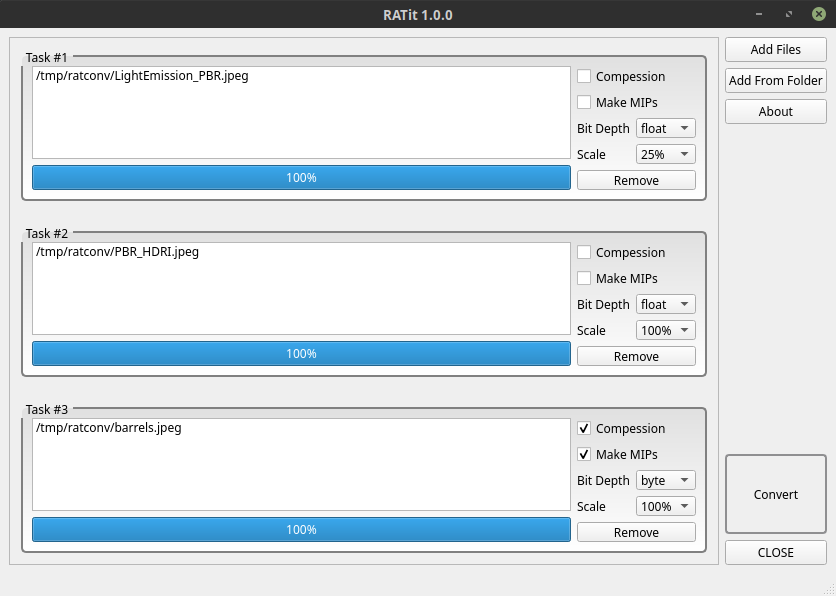 RATit 1.0.0
Task #1
/tmp/ratconv/LightEmission_PBR.jpeg
100%
Compession
Make MIPs
Bit Depth float
Scale 25%
Remove
Task #2
/tmp/ratconv/PBR_HDRI.jpeg
100%
Compession
Make MIPs
Bit Depth float
Scale 100%
Remove
Task #3
/tmp/ratconv/barrels.jpeg
100%
Compession
Make MIPs
Bit Depth byte
Scale 100%
Remove
Add Files
Add From Folder
About
Convert
CLOSE